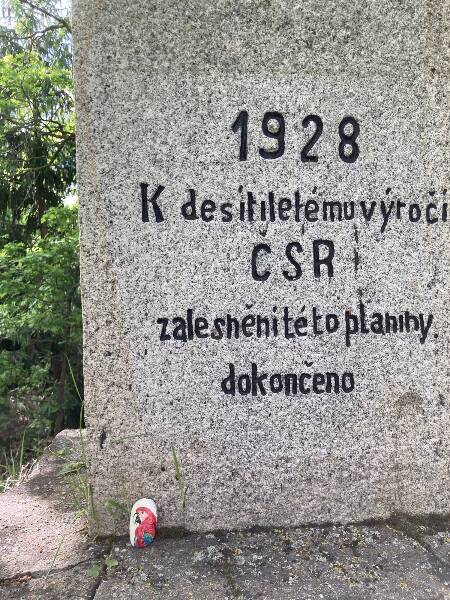 1928
K desítiletému výročí
ČSR
zalesnění této planiny
dokončeno